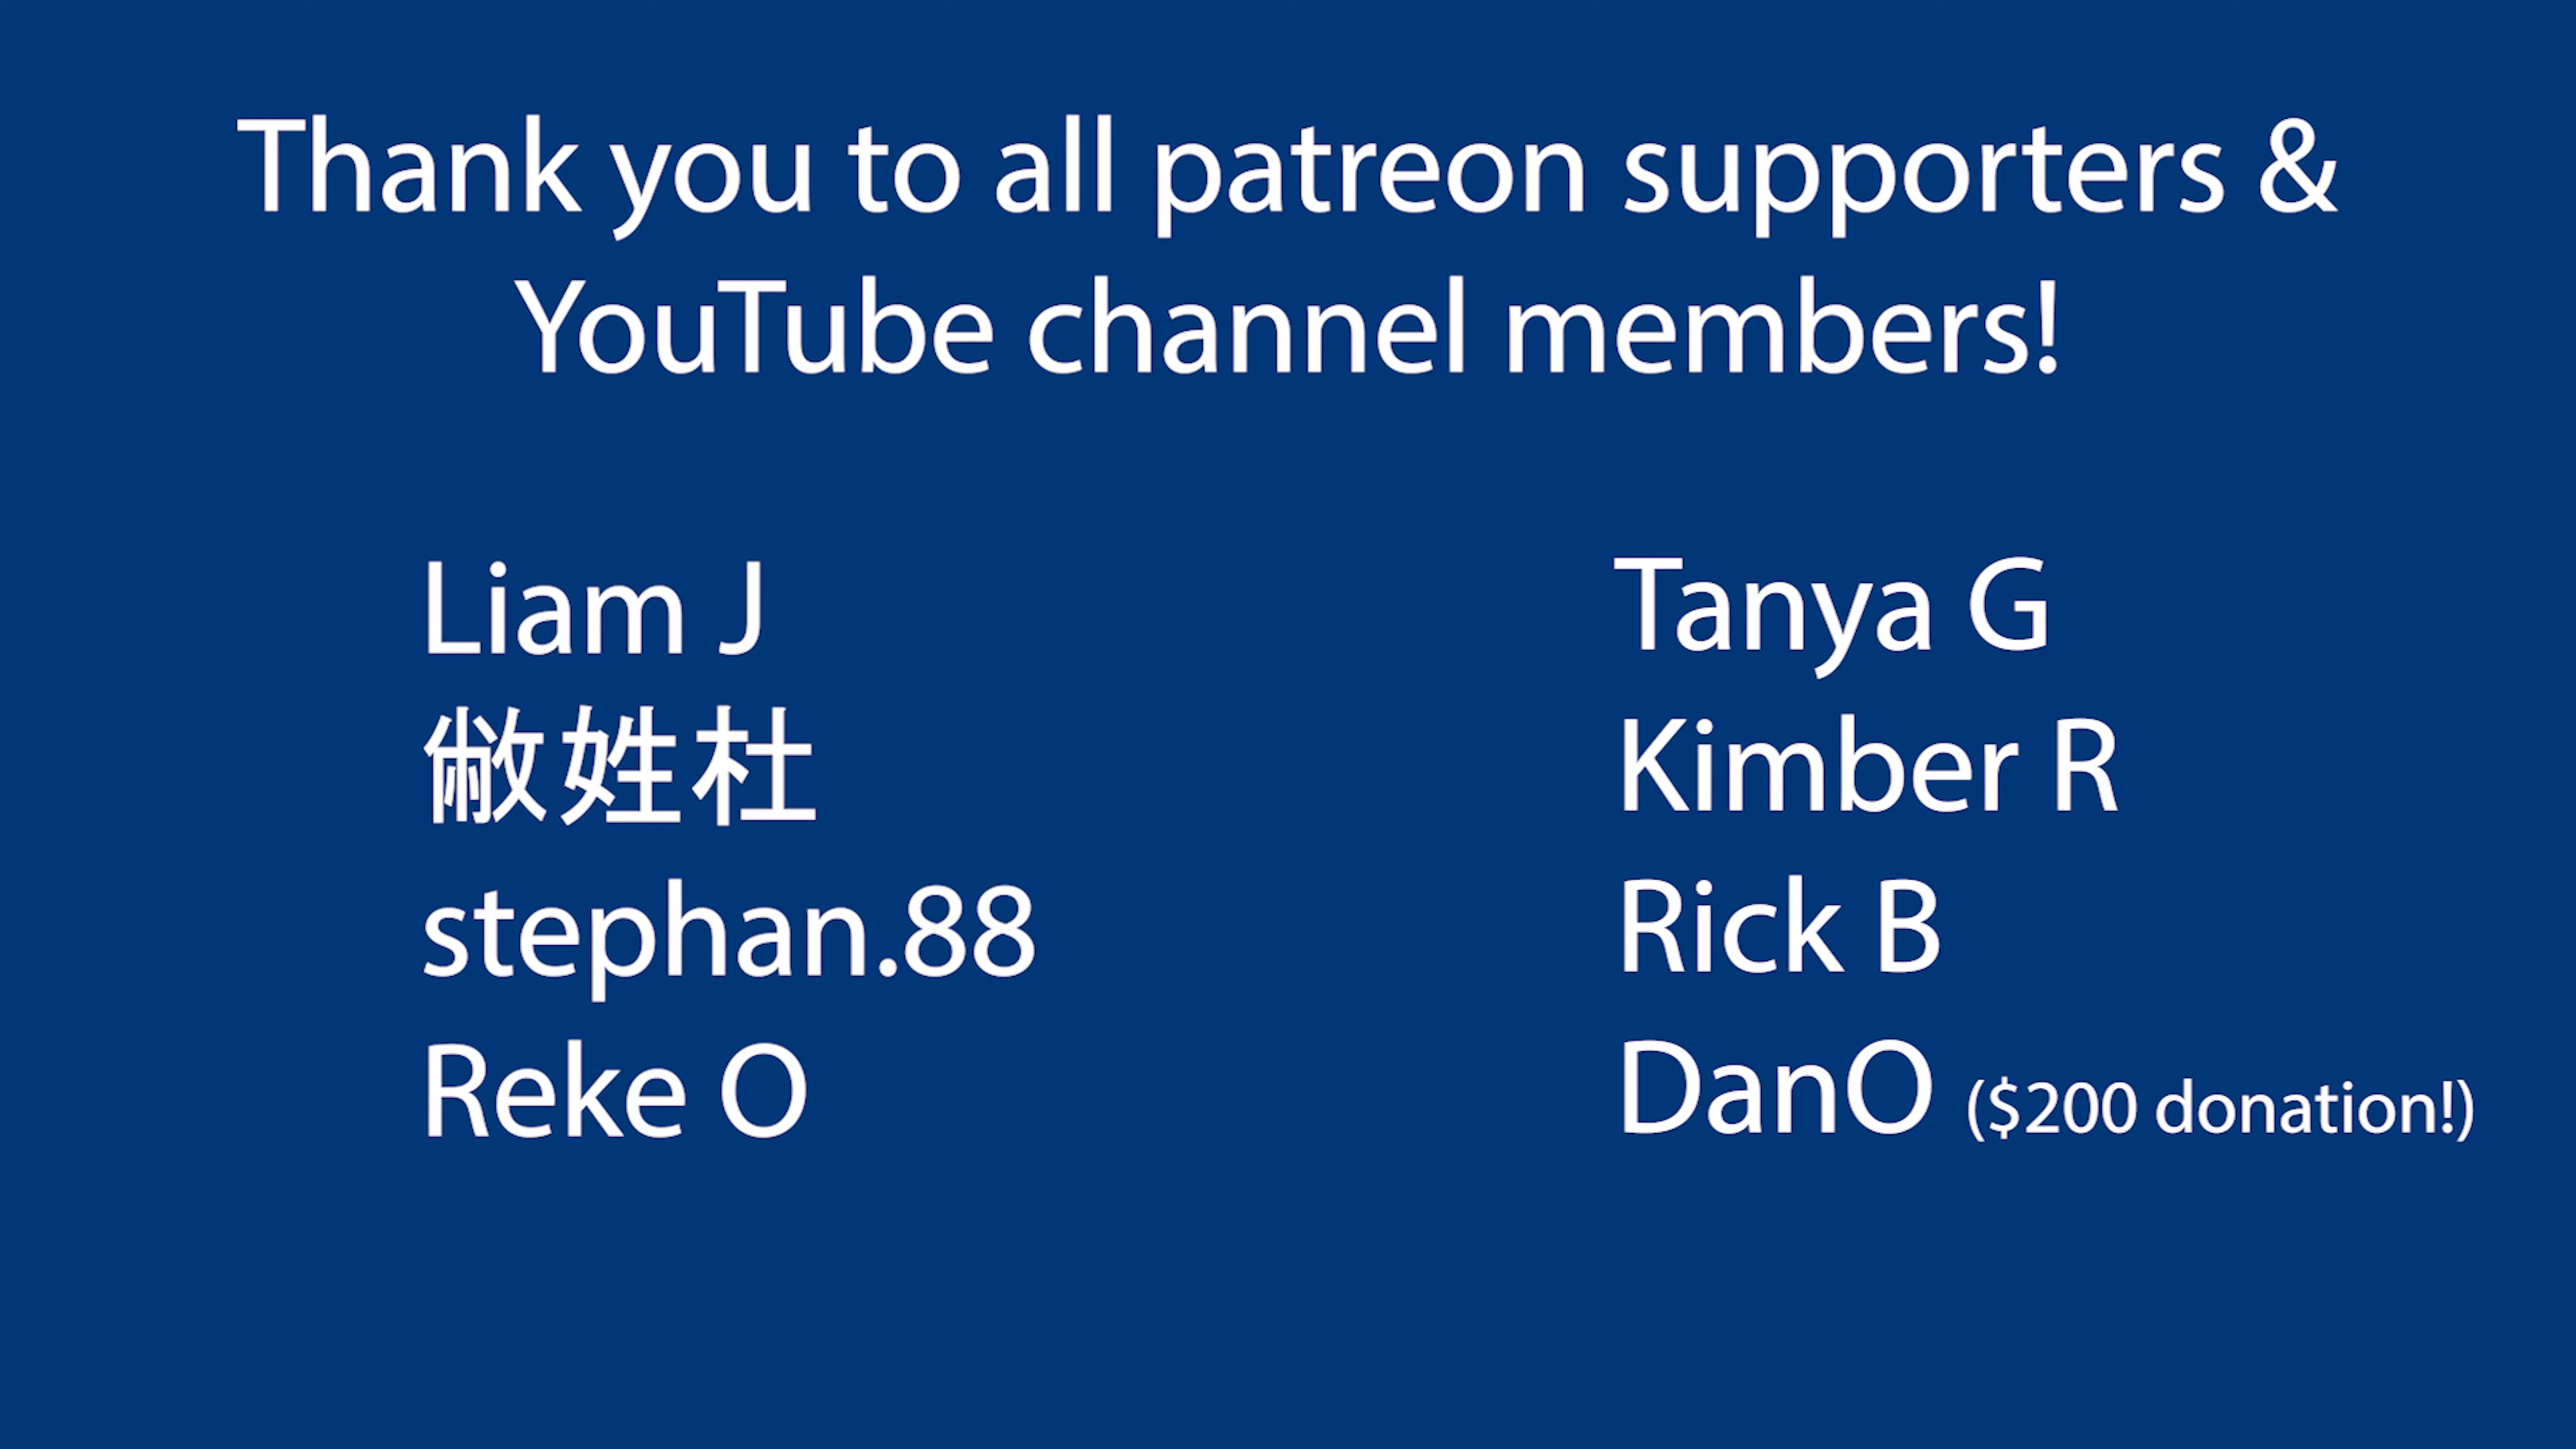 Thank you to all patreon supporters &
YouTube channel members!
Liam J
敝姓杜
stephan.88
Reke O
Tanya G
Kimber R
Rick B
DanO ($200 donation!)